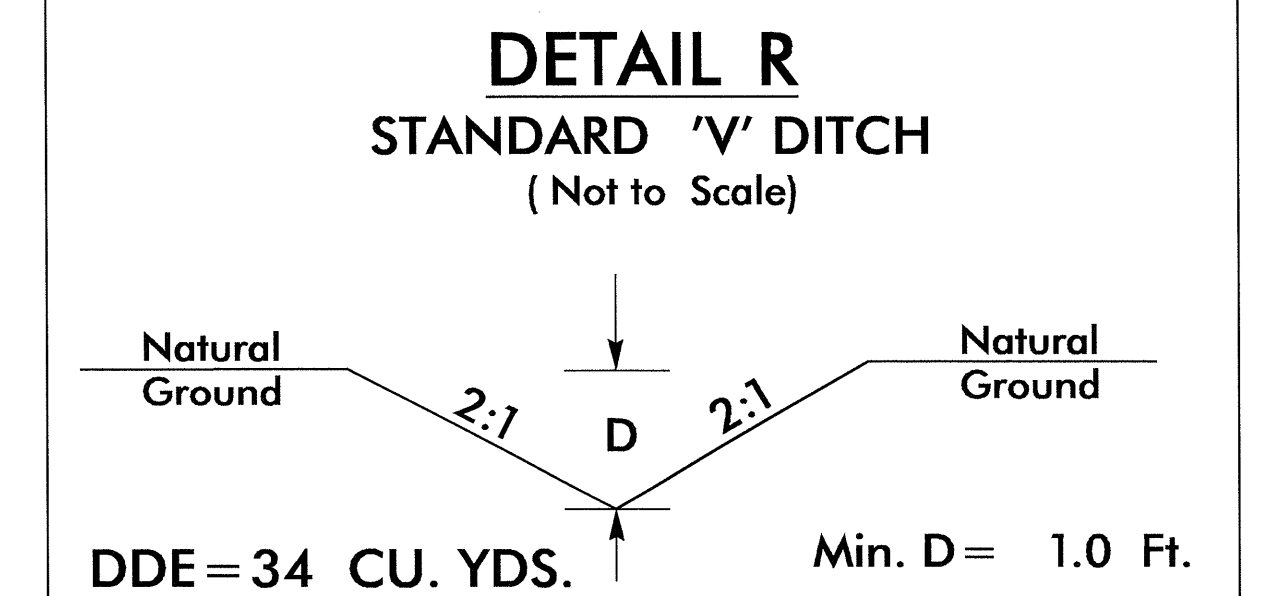 DETAIL R
STANDARD 'V' DITCH
( Not to Scale)
Natural
Ground
2:1
D
2:1
Natural
Ground
DDE = 34 CU. YDS.
Min. D = 1.0 Ft.